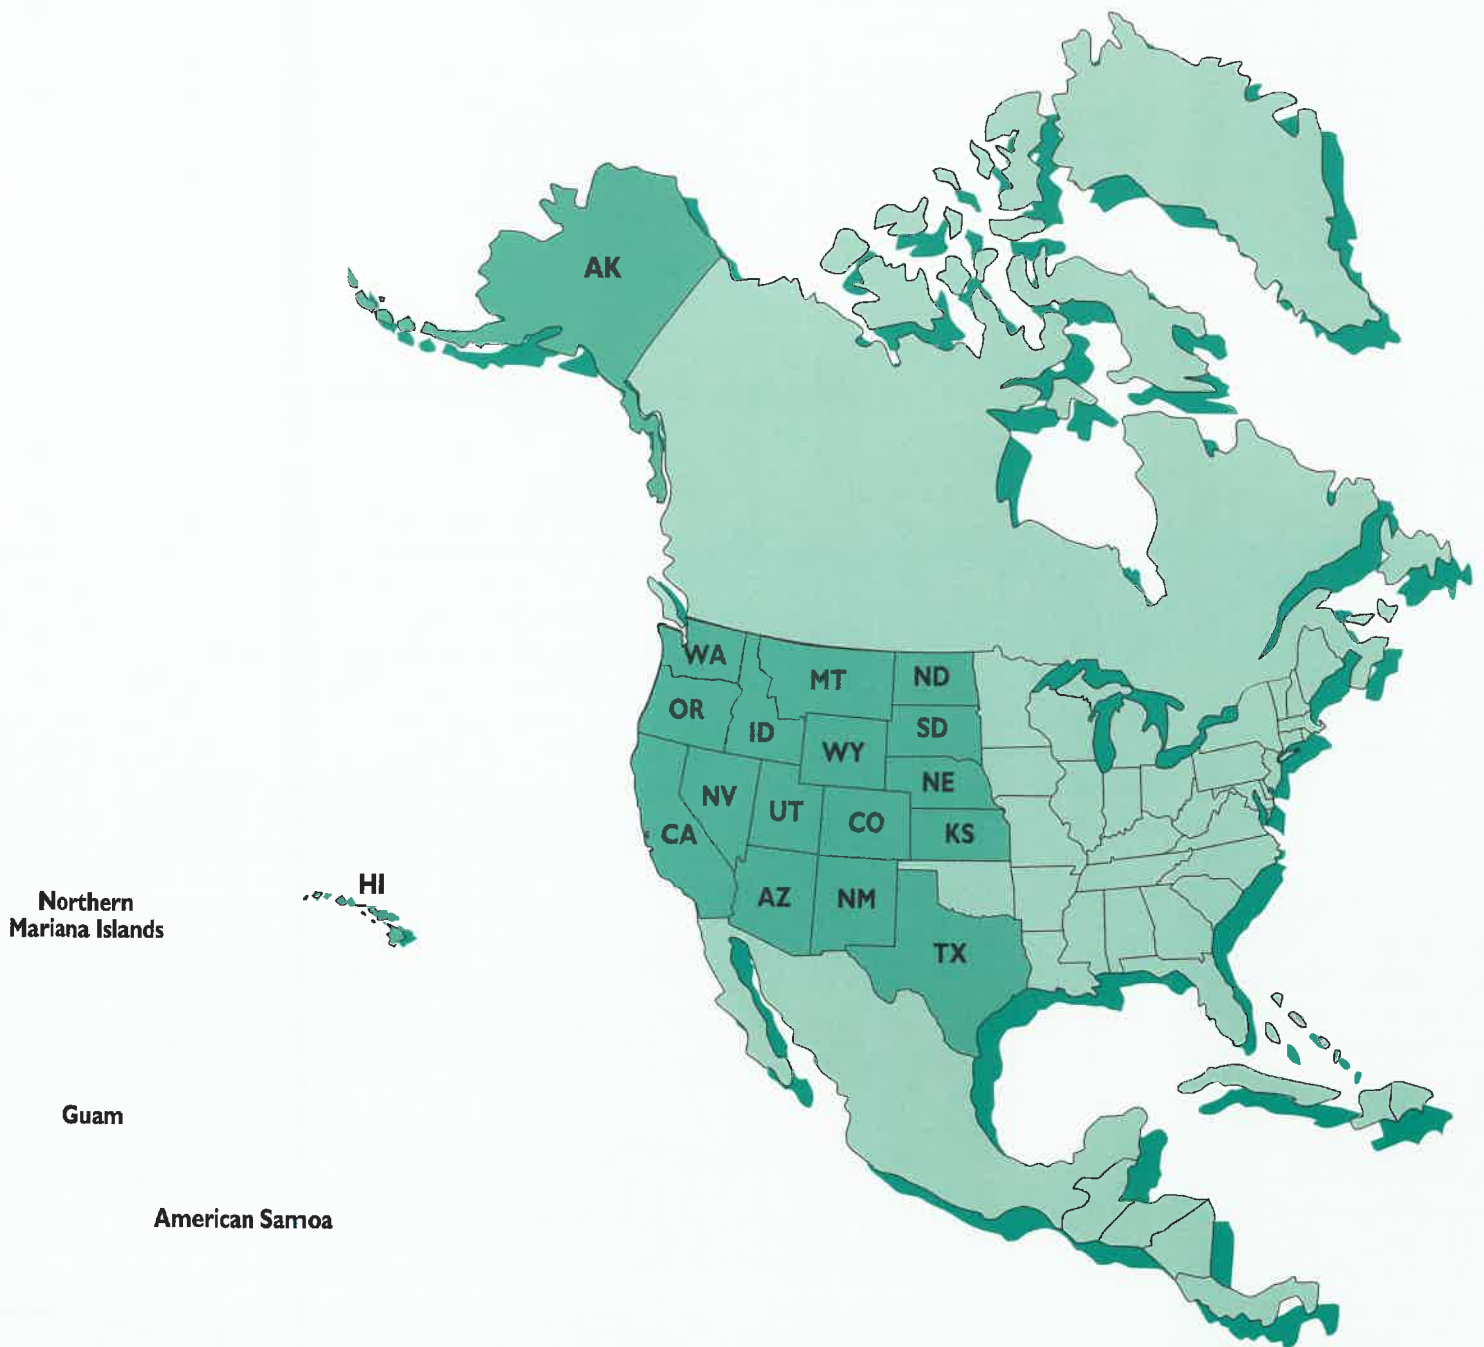 AK
WA
MT
ND
OR
ID
SD
WY
NE
NV
UT
CO
CA
KS
HI
AZ
NM
Northern
Mariana Islands
TX
Guam
American Samoa